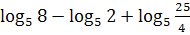 log₅ 8 − log₅ 2 + log₅ 25/4